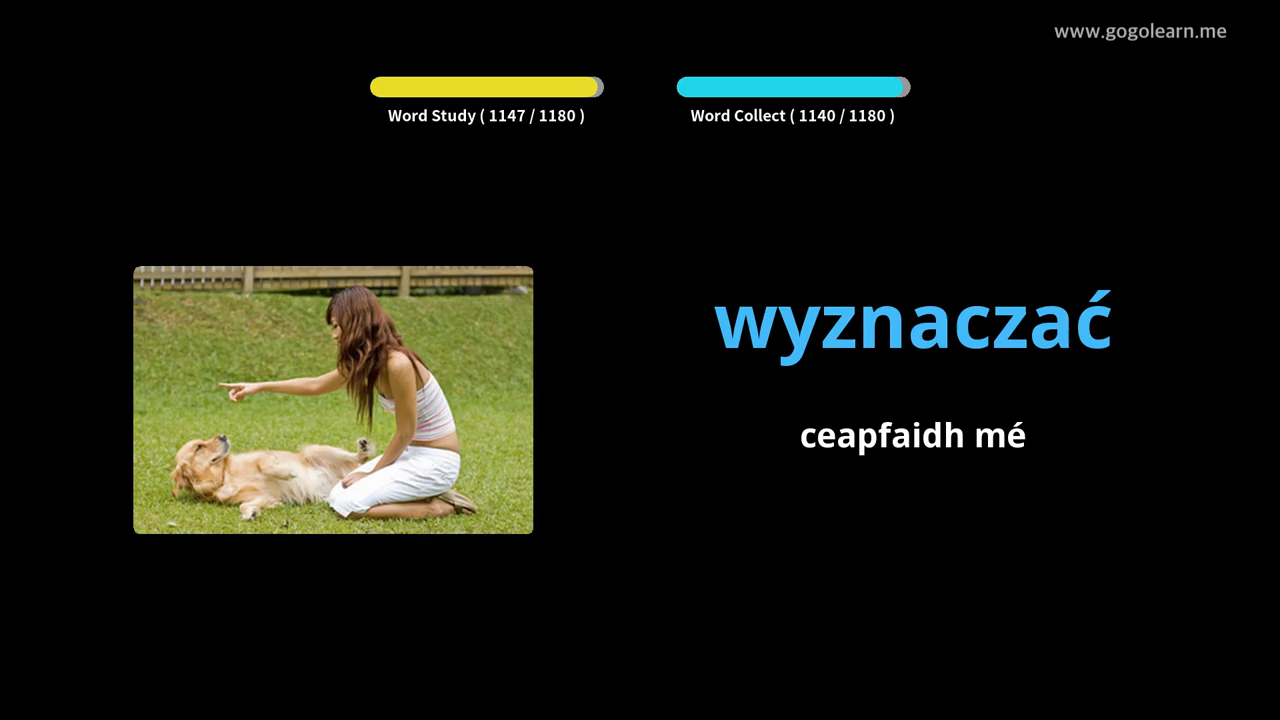 www.gogolearn.me
Word Study ( 1147 / 1180 )
Word Collect ( 1140 / 1180 )
wyznaczać
ceapfaidh mé